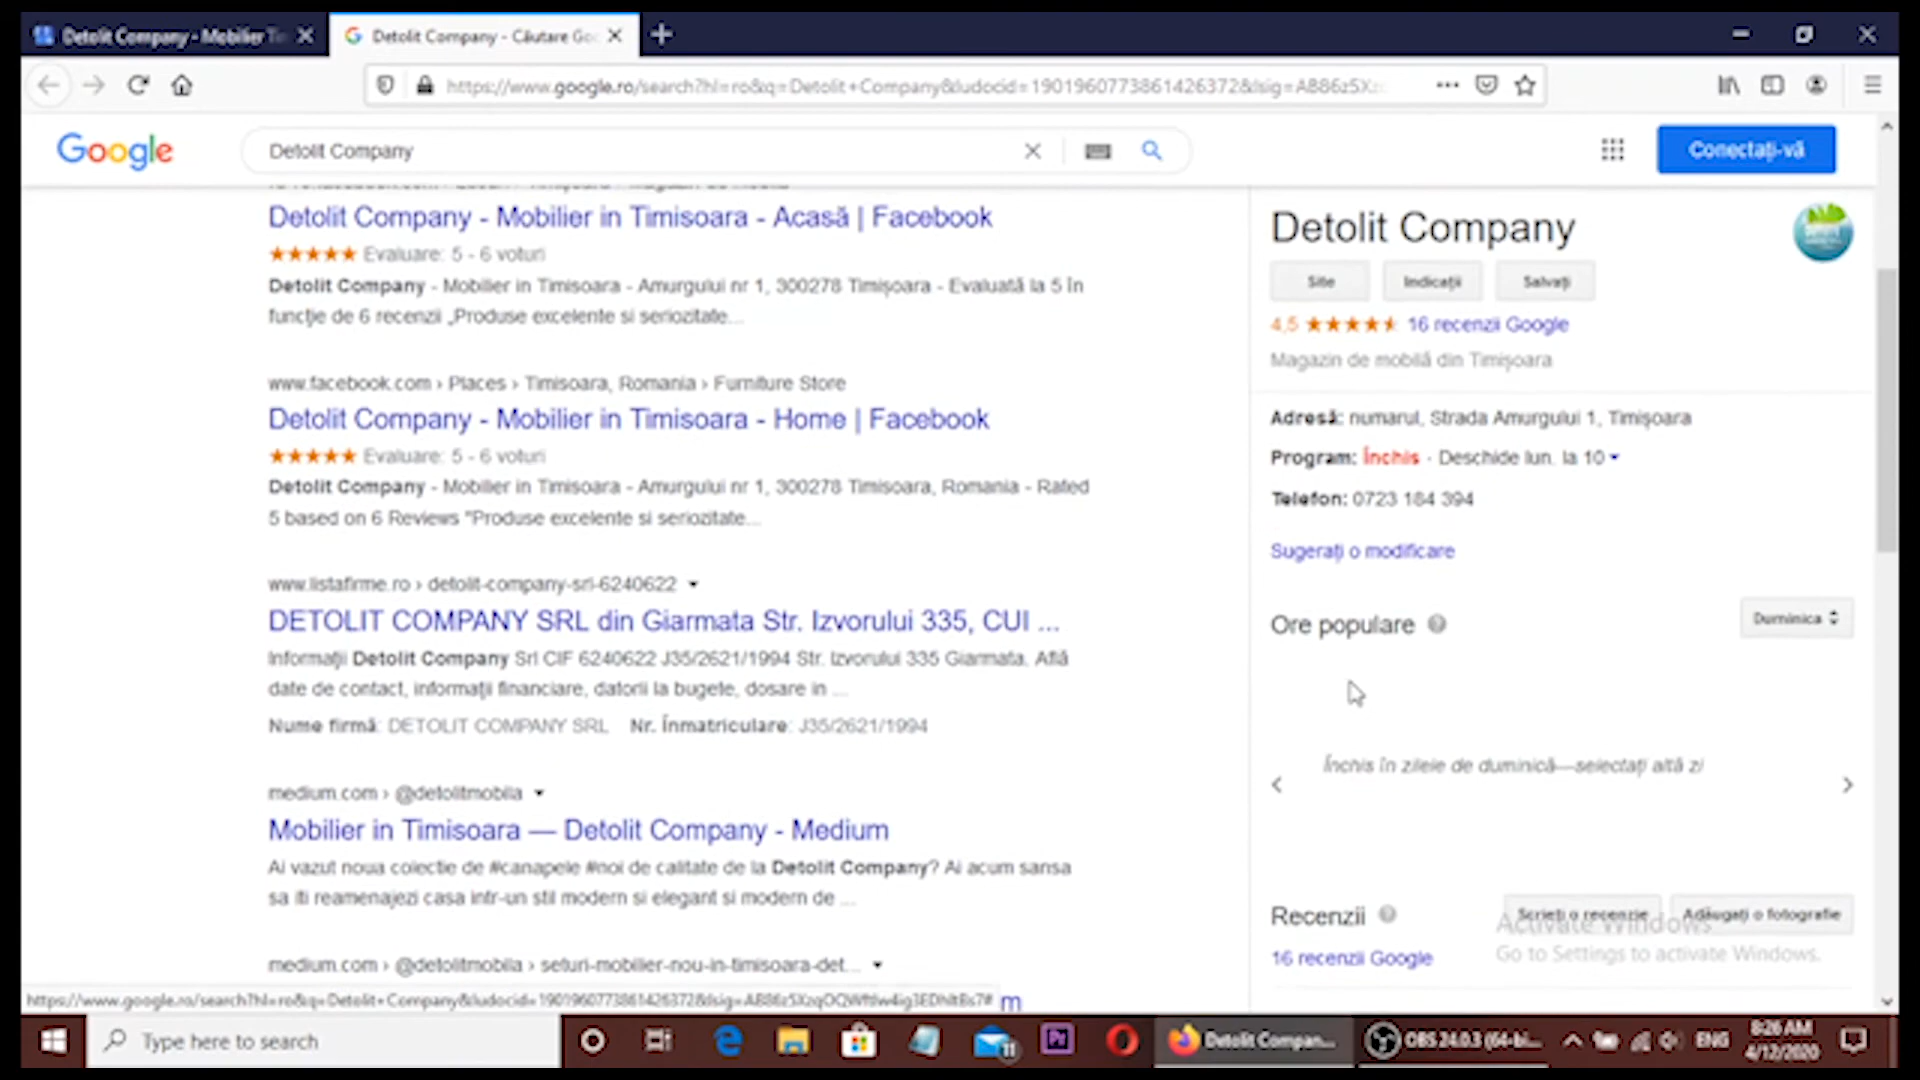 Detolit Company - Mobilier Ti
Detolit Company - Căutare Goo
https://www.google.ro/search?hl=ro&q=Detolit+Company&ludocid=1901960773861426372&lsig=AB86z5Xz
Google
Detolit Company
Conectați-vă
Detolit Company - Mobilier in Timisoara - Acasă | Facebook
★★★★★ Evaluare: 5 - 6 voturi
Detolit Company - Mobilier in Timisoara - Amurgului nr 1, 300278 Timișoara - Evaluată la 5 în
funcție de 6 recenzii „Produse excelente si seriozitate...
www.facebook.com › Places › Timisoara, Romania › Furniture Store
Detolit Company - Mobilier in Timisoara - Home | Facebook
★★★★★ Evaluare: 5 - 6 voturi
Detolit Company - Mobilier in Timisoara - Amurgului nr 1, 300278 Timisoara, Romania - Rated
5 based on 6 Reviews "Produse excelente si seriozitate...
www.listafirme.ro › detolit-company-srl-6240622
DETOLIT COMPANY SRL din Giarmata Str. Izvorului 335, CUI ...
Informații Detolit Company Srl CIF 6240622 J35/2621/1994 Str. Izvorului 335 Giarmata. Află
date de contact, informații financiare, datorii la bugete, dosare in ...
Nume firmă: DETOLIT COMPANY SRL Nr. Înmatriculare: J35/2621/1994
medium.com › @detolitmobila
Mobilier in Timisoara — Detolit Company - Medium
Ai vazut noua colectie de #canapele #noi de calitate de la Detolit Company? Ai acum sansa
sa iti reamenajezi casa intr-un stil modern si elegant si modern de ...
medium.com › @detolitmobila › seturi-mobilier-nou-in-timisoara-det...
m
Detolit Company
Site
Indicații
Salvați
4,5 ★★★★★ 16 recenzii Google
Magazin de mobilă din Timișoara
Adresă: numarul, Strada Amurgului 1, Timișoara
Program: Închis · Deschide lun. la 10
Telefon: 0723 184 394
Sugerați o modificare
Ore populare
Duminica
Închis în zilele de duminică—selectați altă zi
Recenzii
Scrieți o recenzie
Adăugați o fotografie
16 recenzii Google
Activate Windows
Go to Settings to activate Windows.
Type here to search
11
Pr
Detolit Compan...
OBS 24.0.3 (64-bi...
ENG
8:26 AM
4/12/2020